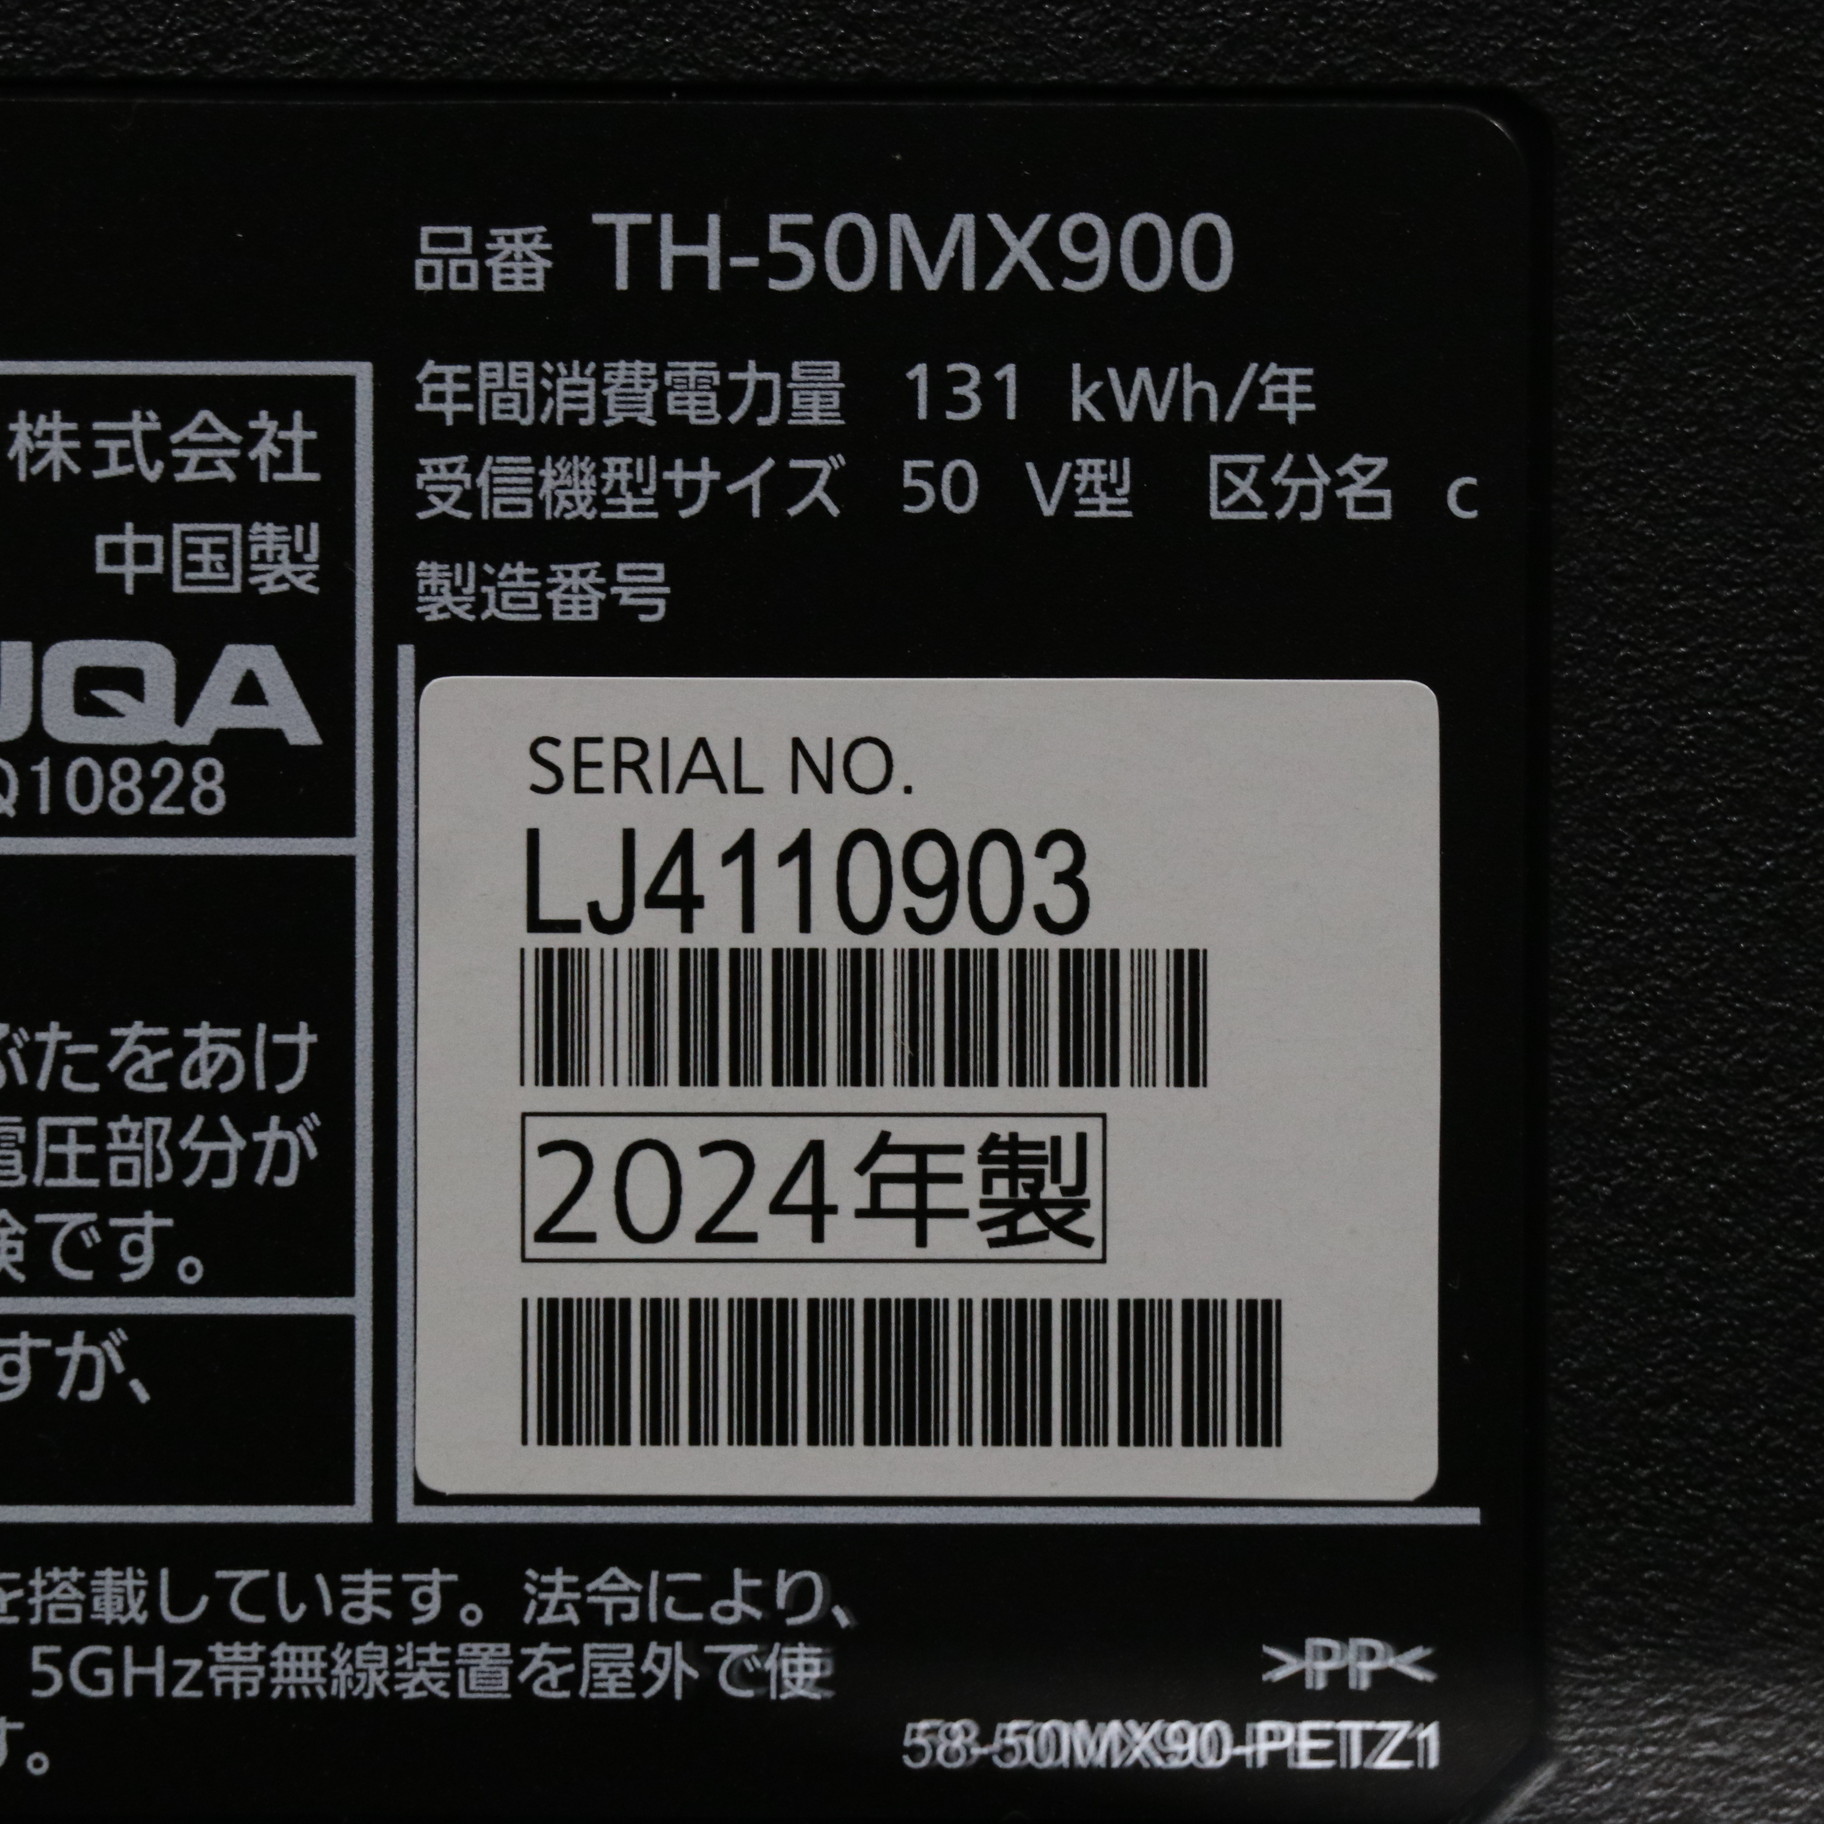 品番 TH-50MX900
年間消費電力量 131 kWh/年
受信機型サイズ 50 V型 区分名 c
製造番号
株式会社
中国製
JQA
Q10828
SERIAL NO.
LJ4110903
2024年製
ぶたをあけ
電圧部分が
険です。
すが、
を搭載しています。法令により、
5GHz帯無線装置を屋外で使
す。
>PP<
58-50MX90-PETZ1